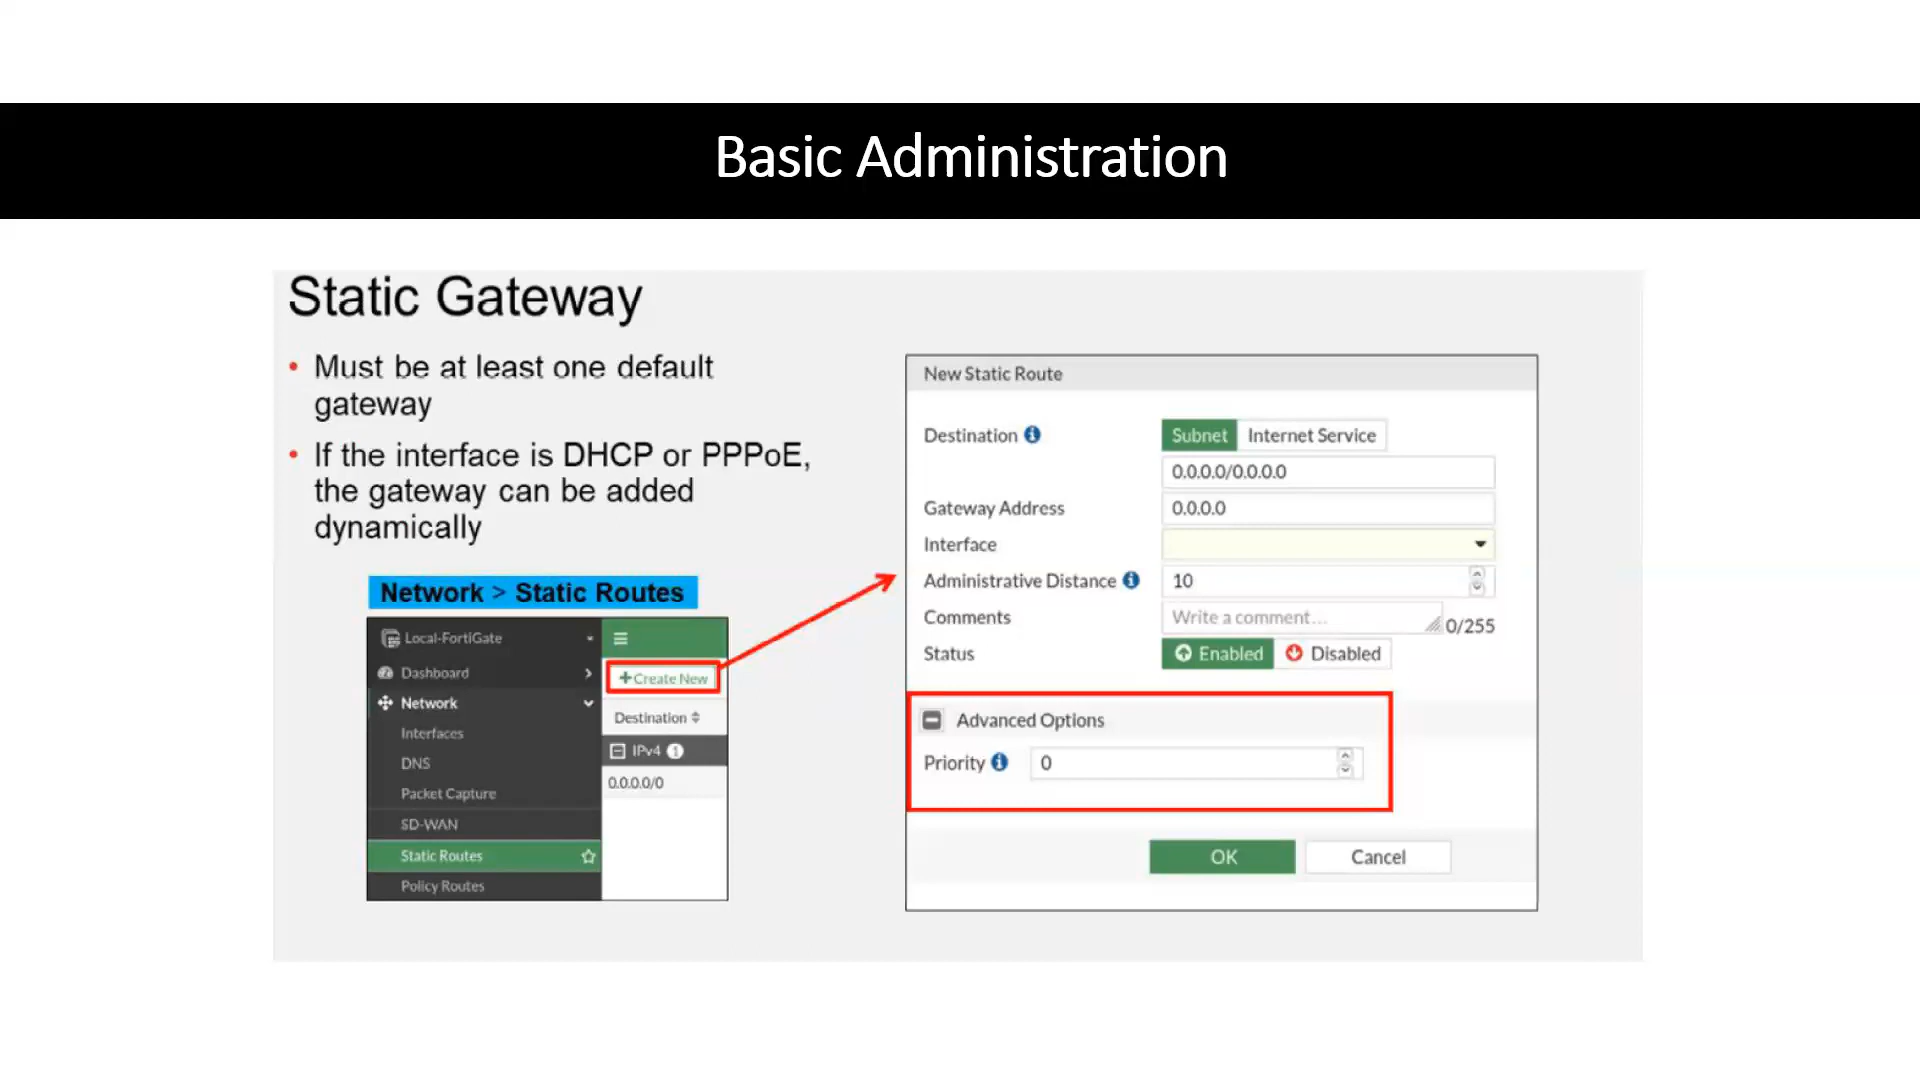 Basic Administration
Static Gateway
• Must be at least one default
gateway
• If the interface is DHCP or PPPoE,
the gateway can be added
dynamically
Network > Static Routes
Local-FortiGate
Dashboard
Network
Interfaces
DNS
Packet Capture
SD-WAN
Static Routes
Policy Routes
+Create New
Destination
IPv4 1
0.0.0.0/0
New Static Route
Destination Subnet Internet Service
0.0.0.0/0.0.0.0
Gateway Address 0.0.0.0
Interface
Administrative Distance 10
Comments Write a comment... 0/255
Status Enabled Disabled
Advanced Options
Priority 0
OK Cancel